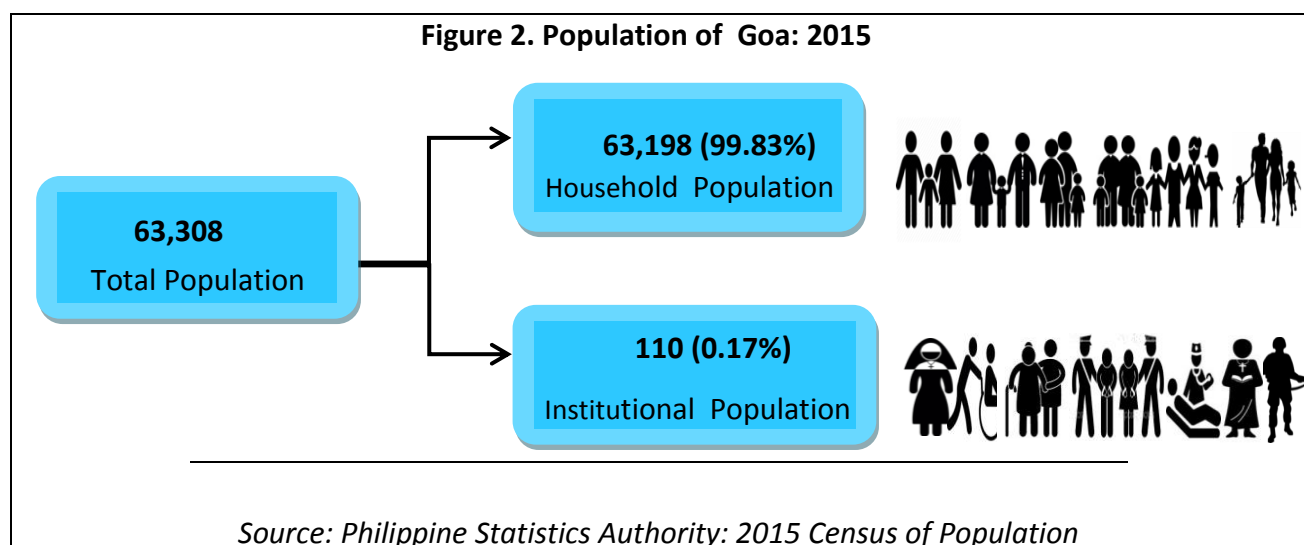 Figure 2. Population of Goa: 2015
63,198 (99.83%)
Household Population
63,308
Total Population
110 (0.17%)
Institutional Population
Source: Philippine Statistics Authority: 2015 Census of Population